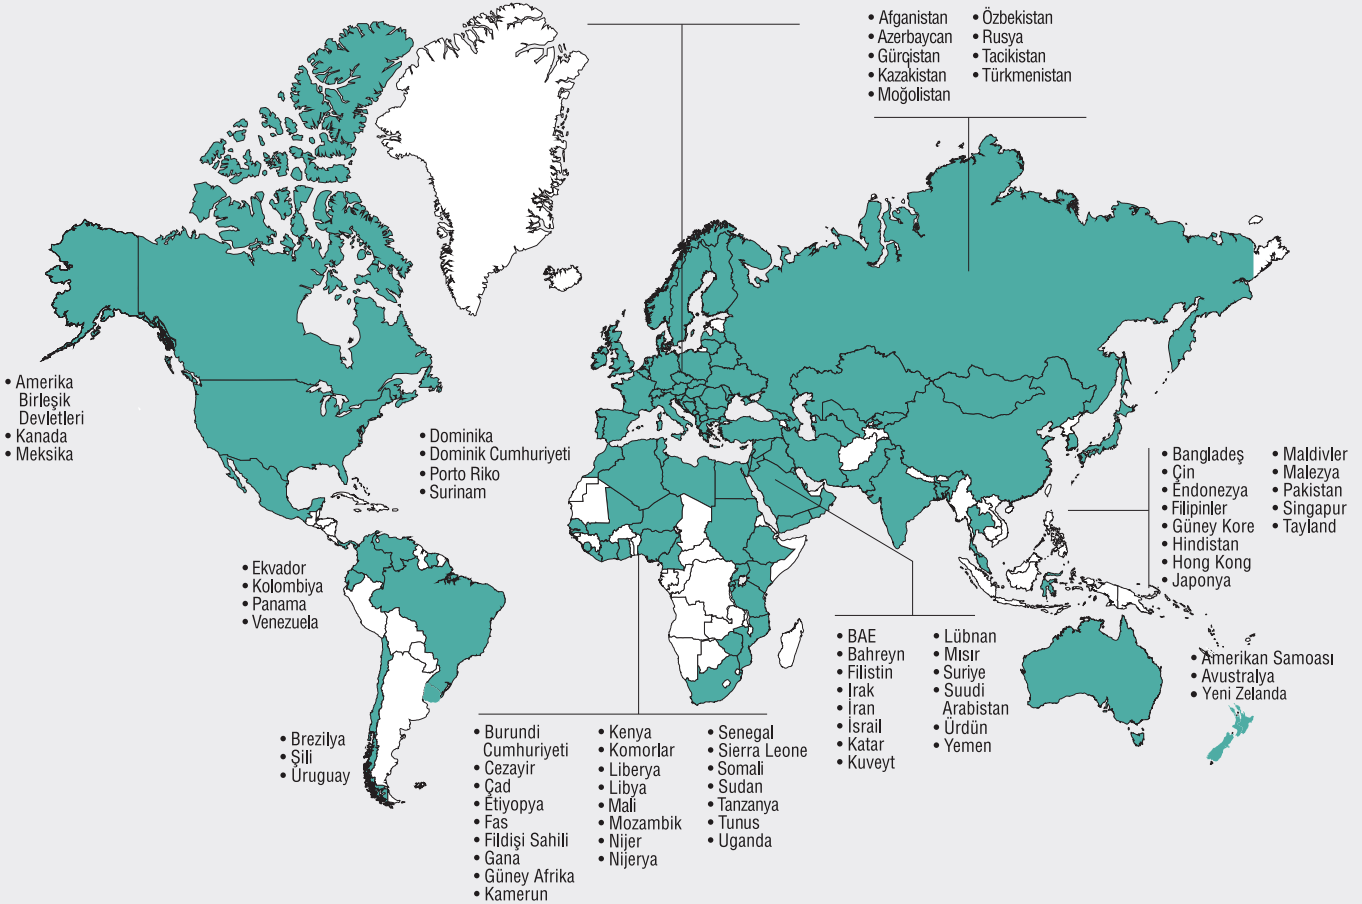 • Afganistan
• Azerbaycan
• Gürcistan
• Kazakistan
• Moğolistan
• Özbekistan
• Rusya
• Tacikistan
• Türkmenistan
• Amerika
Birleşik
Devletleri
• Kanada
• Meksika
• Dominika
• Dominik Cumhuriyeti
• Porto Riko
• Surinam
• Bangladeş
• Çin
• Endonezya
• Filipinler
• Güney Kore
• Hindistan
• Hong Kong
• Japonya
• Maldivler
• Malezya
• Pakistan
• Singapur
• Tayland
• Ekvador
• Kolombiya
• Panama
• Venezuela
• BAE
• Bahreyn
• Filistin
• Irak
• İran
• İsrail
• Katar
• Kuveyt
• Lübnan
• Mısır
• Suriye
• Suudi
Arabistan
• Ürdün
• Yemen
• Amerikan Samoası
• Avustralya
• Yeni Zelanda
• Brezilya
• Şili
• Uruguay
• Burundi
Cumhuriyeti
• Cezayir
• Çad
• Etiyopya
• Fas
• Fildişi Sahili
• Gana
• Güney Afrika
• Kamerun
• Kenya
• Komorlar
• Liberya
• Libya
• Mali
• Mozambik
• Nijer
• Nijerya
• Senegal
• Sierra Leone
• Somali
• Sudan
• Tanzanya
• Tunus
• Uganda